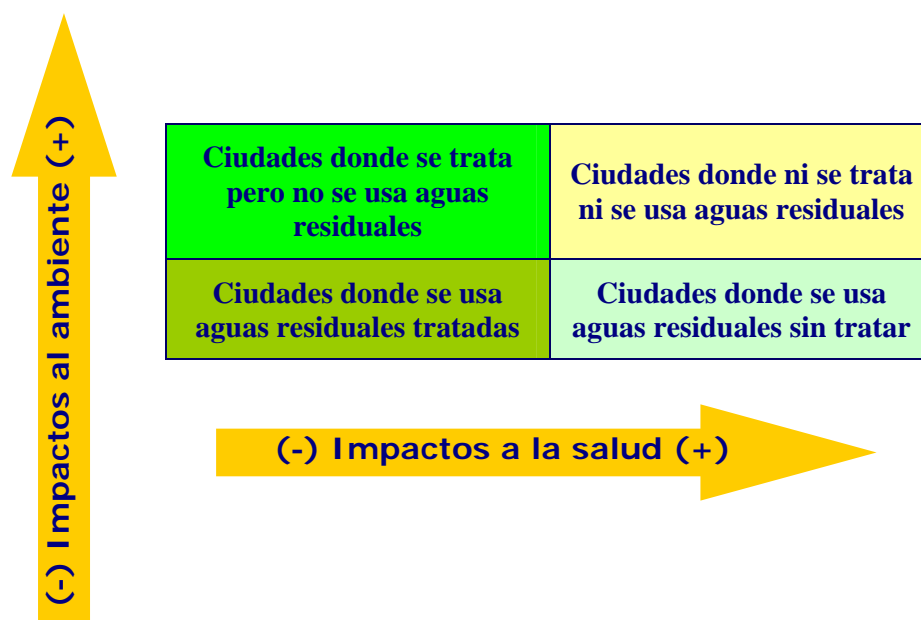 (-) Impactos al ambiente (+)
Ciudades donde se trata
pero no se usa aguas
residuales
Ciudades donde ni se trata
ni se usa aguas residuales
Ciudades donde se usa
aguas residuales tratadas
Ciudades donde se usa
aguas residuales sin tratar
(-) Impactos a la salud (+)